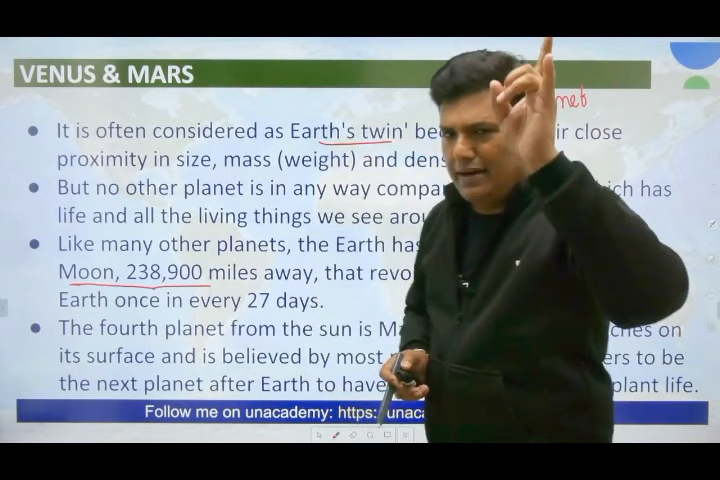 VENUS & MARS
net
● It is often considered as Earth's twin' be ir close
proximity in size, mass (weight) and dens
● But no other planet is in any way compa hich has
life and all the living things we see arou
● Like many other planets, the Earth has
Moon, 238,900 miles away, that revo
Earth once in every 27 days.
● The fourth planet from the sun is Ma ches on
its surface and is believed by most ers to be
the next planet after Earth to have plant life.
Follow me on unacademy: https: unaca